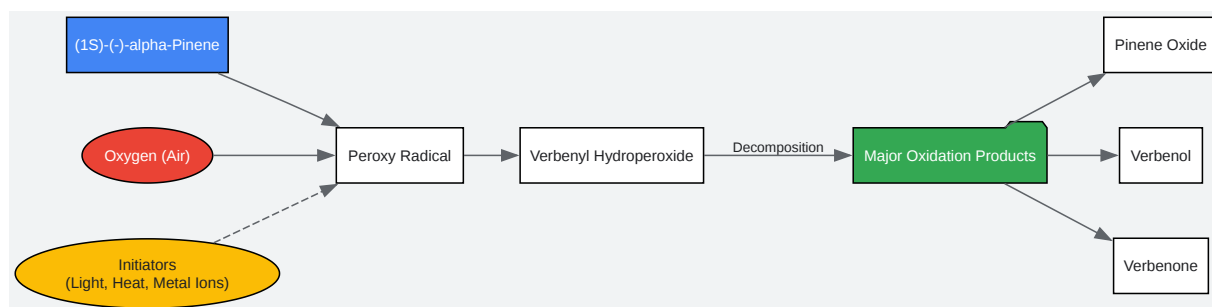 (1S)-(-)-alpha-Pinene
Oxygen (Air)
Initiators
(Light, Heat, Metal Ions)
Peroxy Radical
Verbenyl Hydroperoxide
Decomposition
Major Oxidation Products
Pinene Oxide
Verbenol
Verbenone